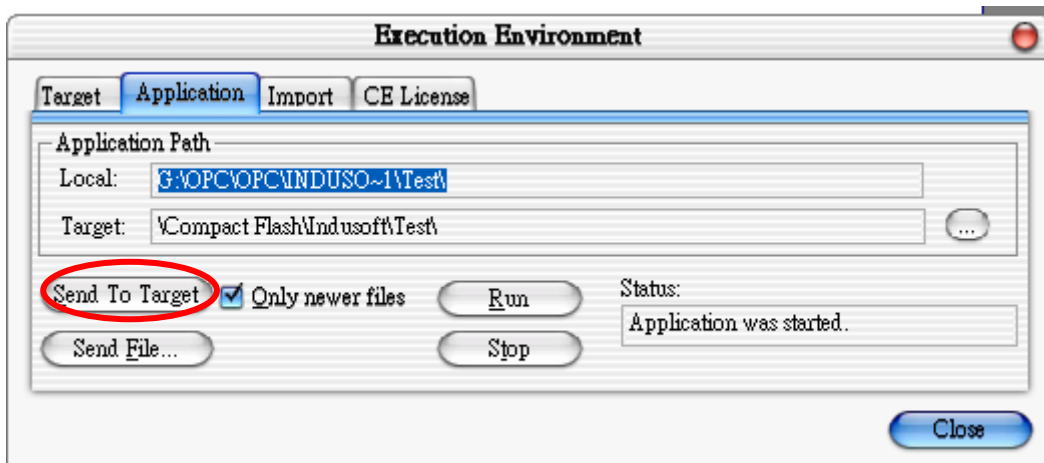 Execution Environment
Target Application Import CE License
Application Path
Local: G:\OPC\OPC\INDUSO~1\Test\
Target: \Compact Flash\Indusoft\Test\ ...
Send To Target Only newer files Run Status:
Application was started.
Send File... Stop
Close